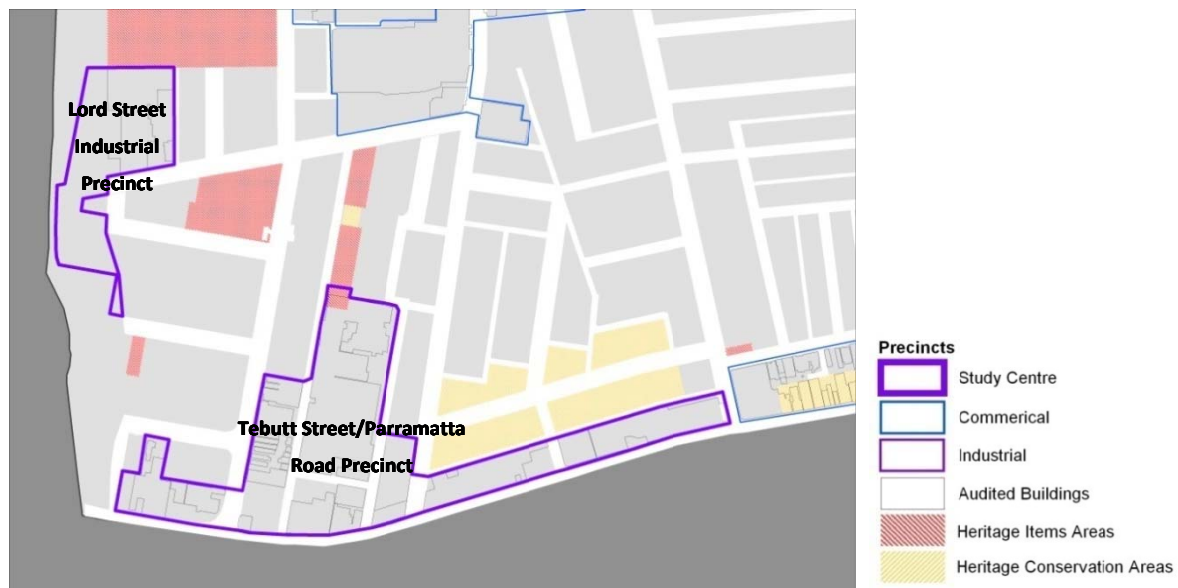 Lord Street
Industrial
Precinct
Tebutt Street/Parramatta
Road Precinct
Precincts
Study Centre
Commerical
Industrial
Audited Buildings
Heritage Items Areas
Heritage Conservation Areas